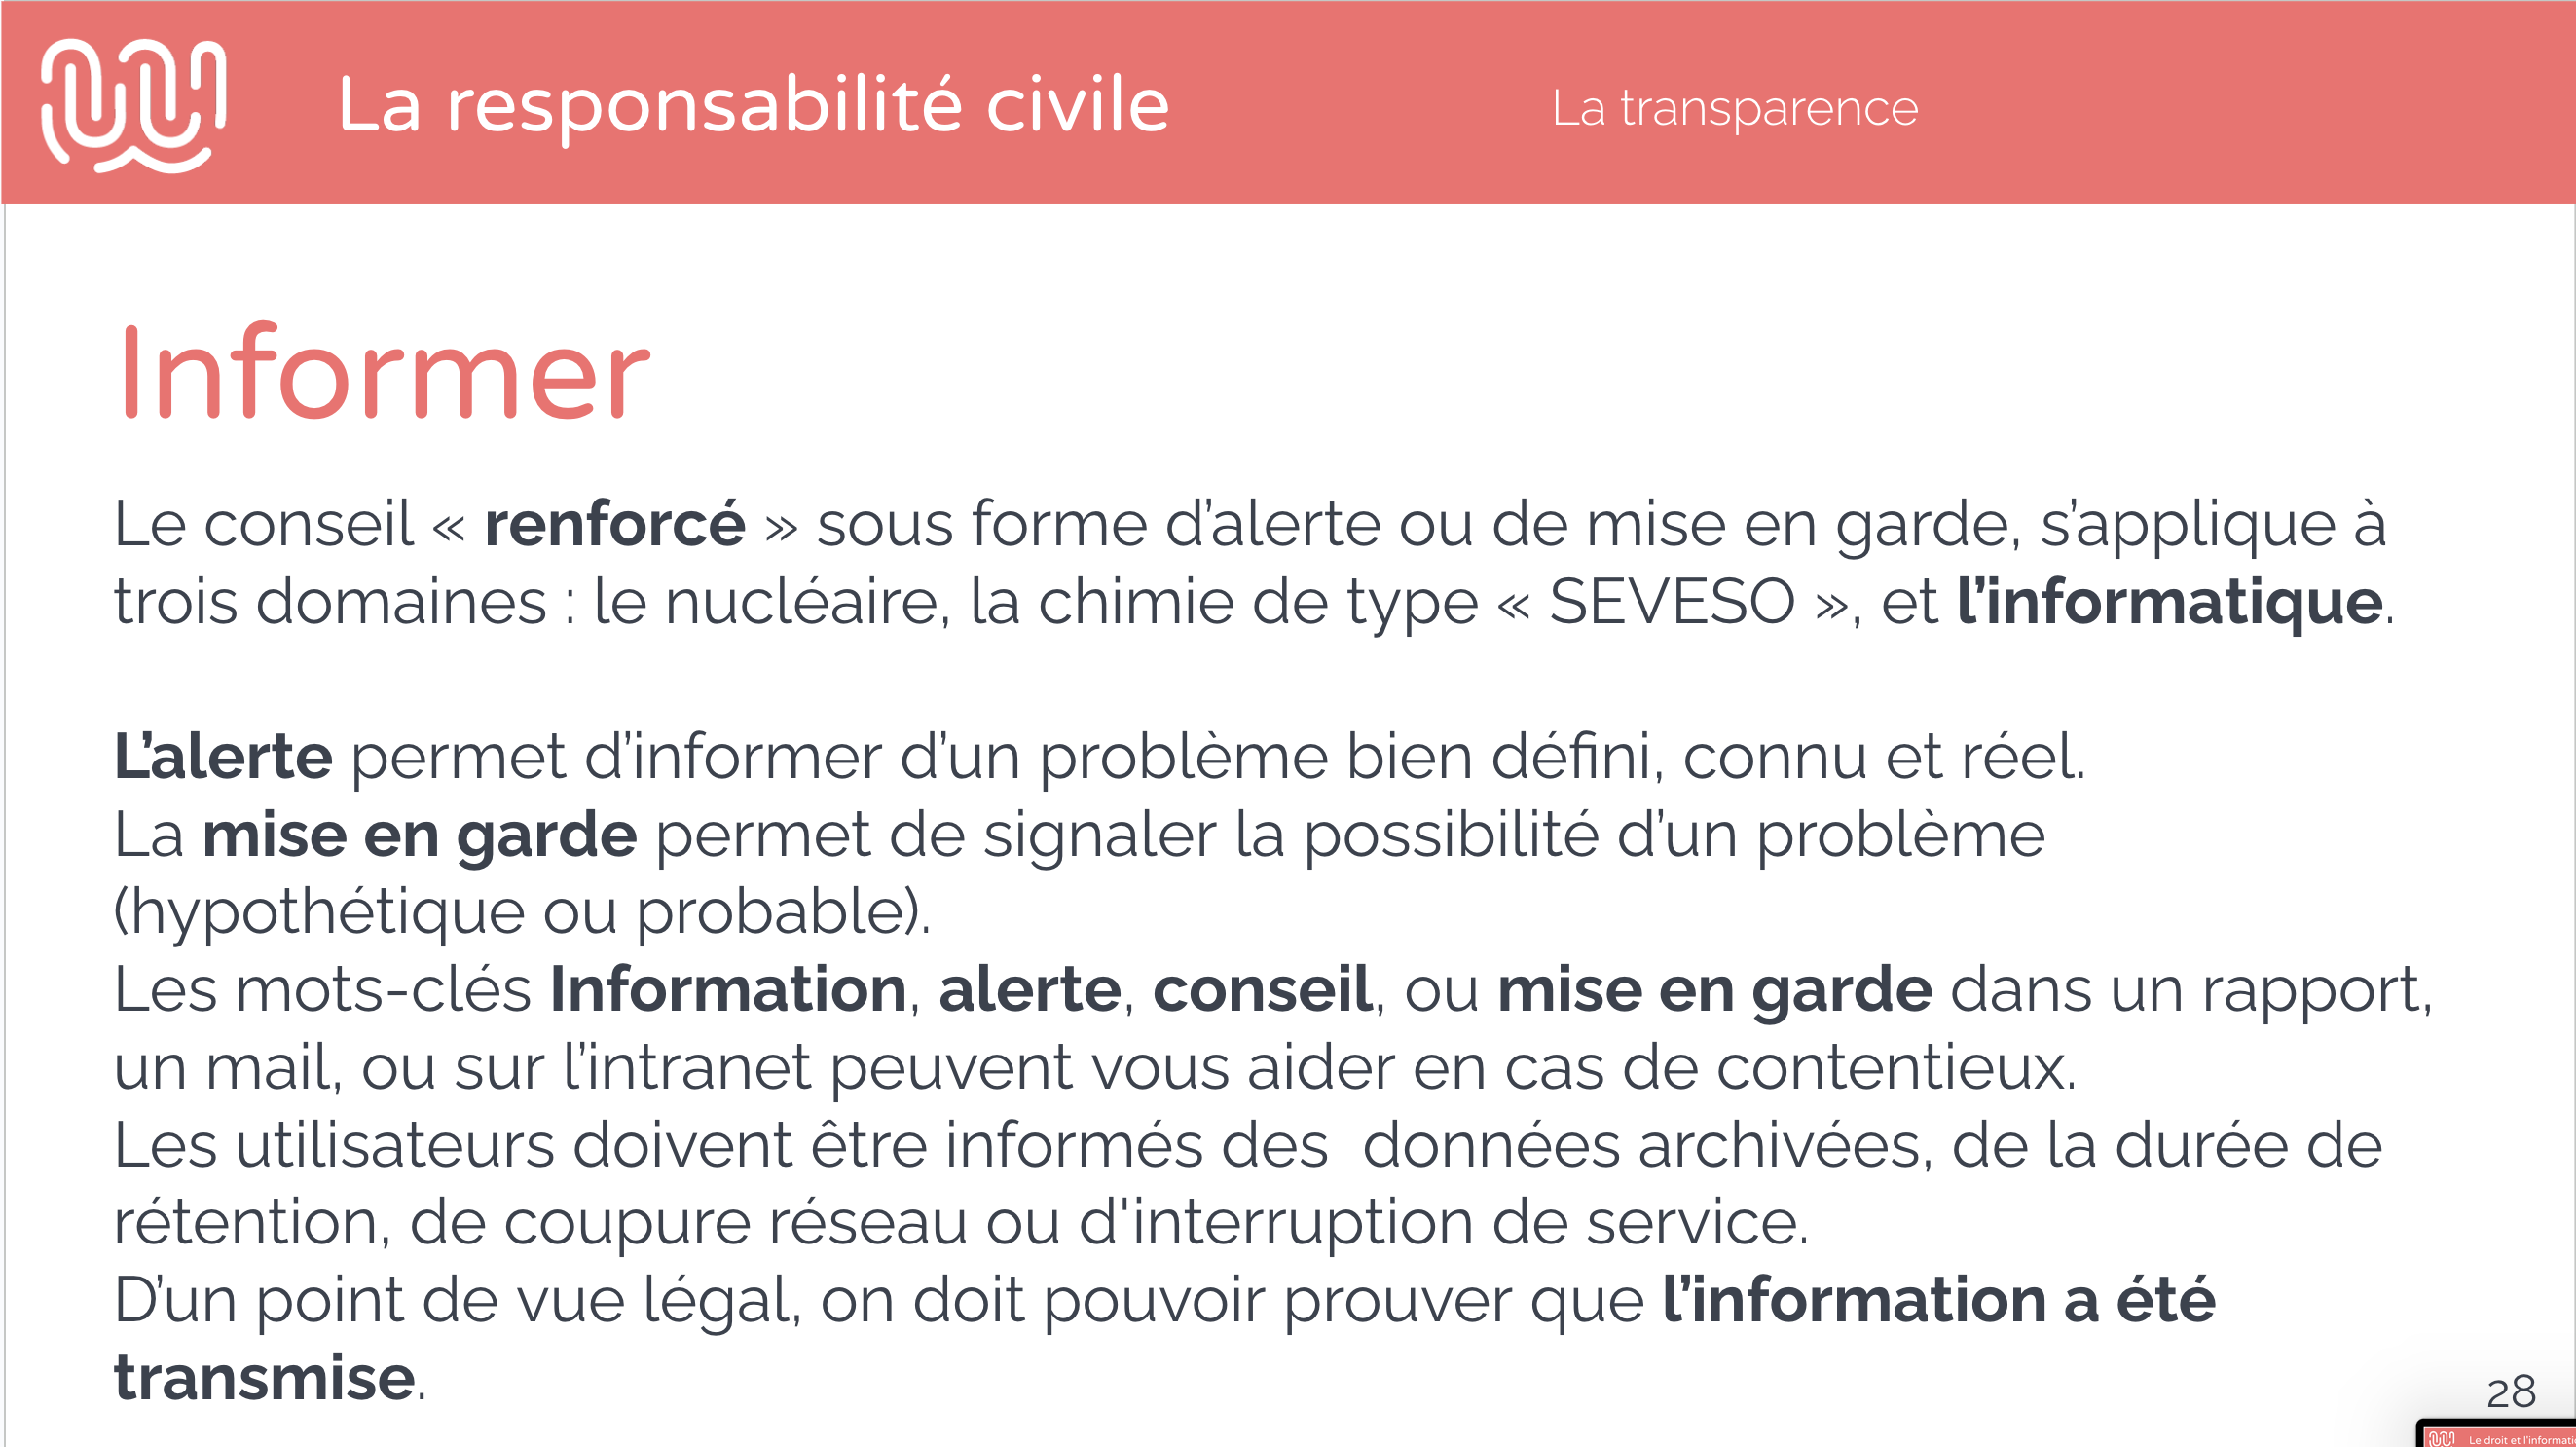 La responsabilité civile
La transparence
Informer
Le conseil « renforcé » sous forme d’alerte ou de mise en garde, s’applique à
trois domaines : le nucléaire, la chimie de type « SEVESO », et l’informatique.
L’alerte permet d’informer d’un problème bien défini, connu et réel.
La mise en garde permet de signaler la possibilité d’un problème
(hypothétique ou probable).
Les mots-clés Information, alerte, conseil, ou mise en garde dans un rapport,
un mail, ou sur l’intranet peuvent vous aider en cas de contentieux.
Les utilisateurs doivent être informés des  données archivées, de la durée de
rétention, de coupure réseau ou d'interruption de service.
D’un point de vue légal, on doit pouvoir prouver que l’information a été
transmise.
28
Le droit et l’informati